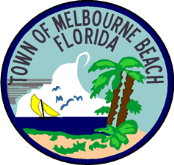 TOWN OF MELBOURNE BEACH
FLORIDA